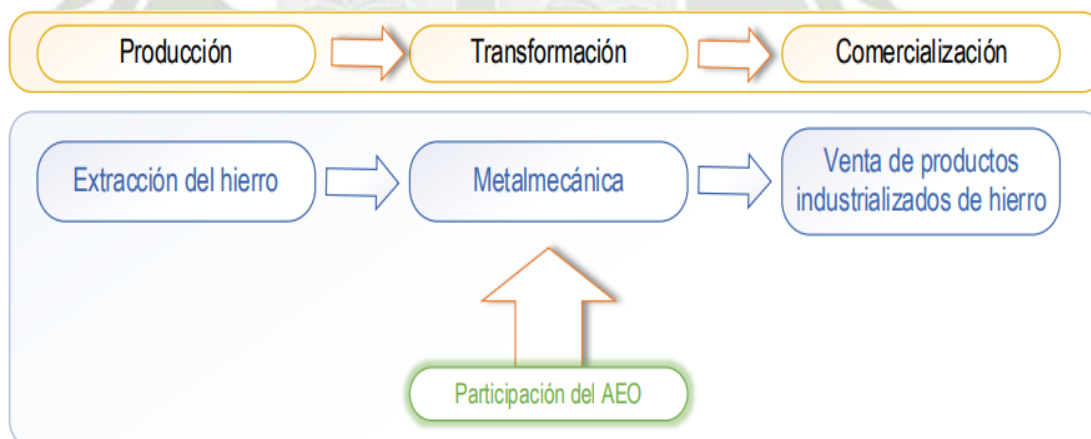 Producción
Transformación
Comercialización
Extracción del hierro
Metalmecánica
Venta de productos
industrializados de hierro
Participación del AEO